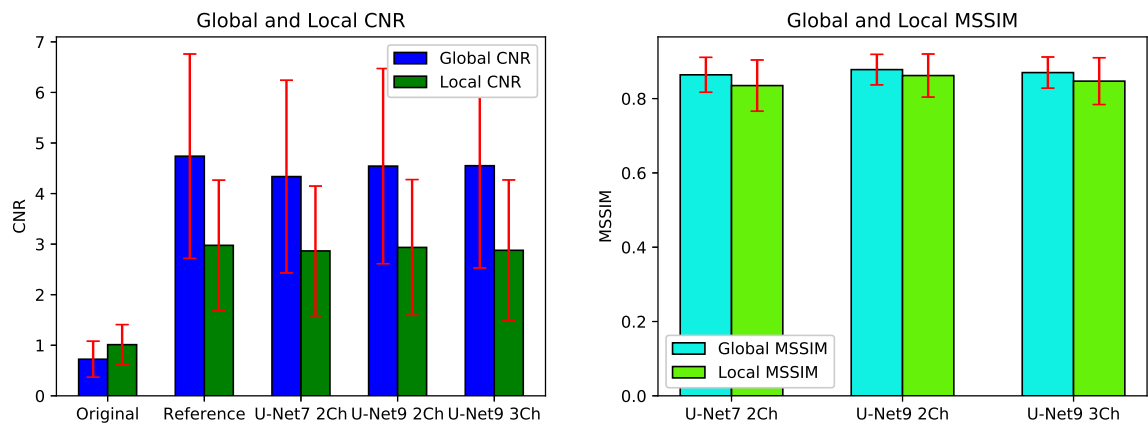 Global and Local CNR
CNR
7
6
5
4
3
2
1
0
Global CNR
Local CNR
Original Reference U-Net7 2Ch U-Net9 2Ch U-Net9 3Ch
Global and Local MSSIM
MSSIM
0.8
0.6
0.4
0.2
0.0
Global MSSIM
Local MSSIM
U-Net7 2Ch U-Net9 2Ch U-Net9 3Ch